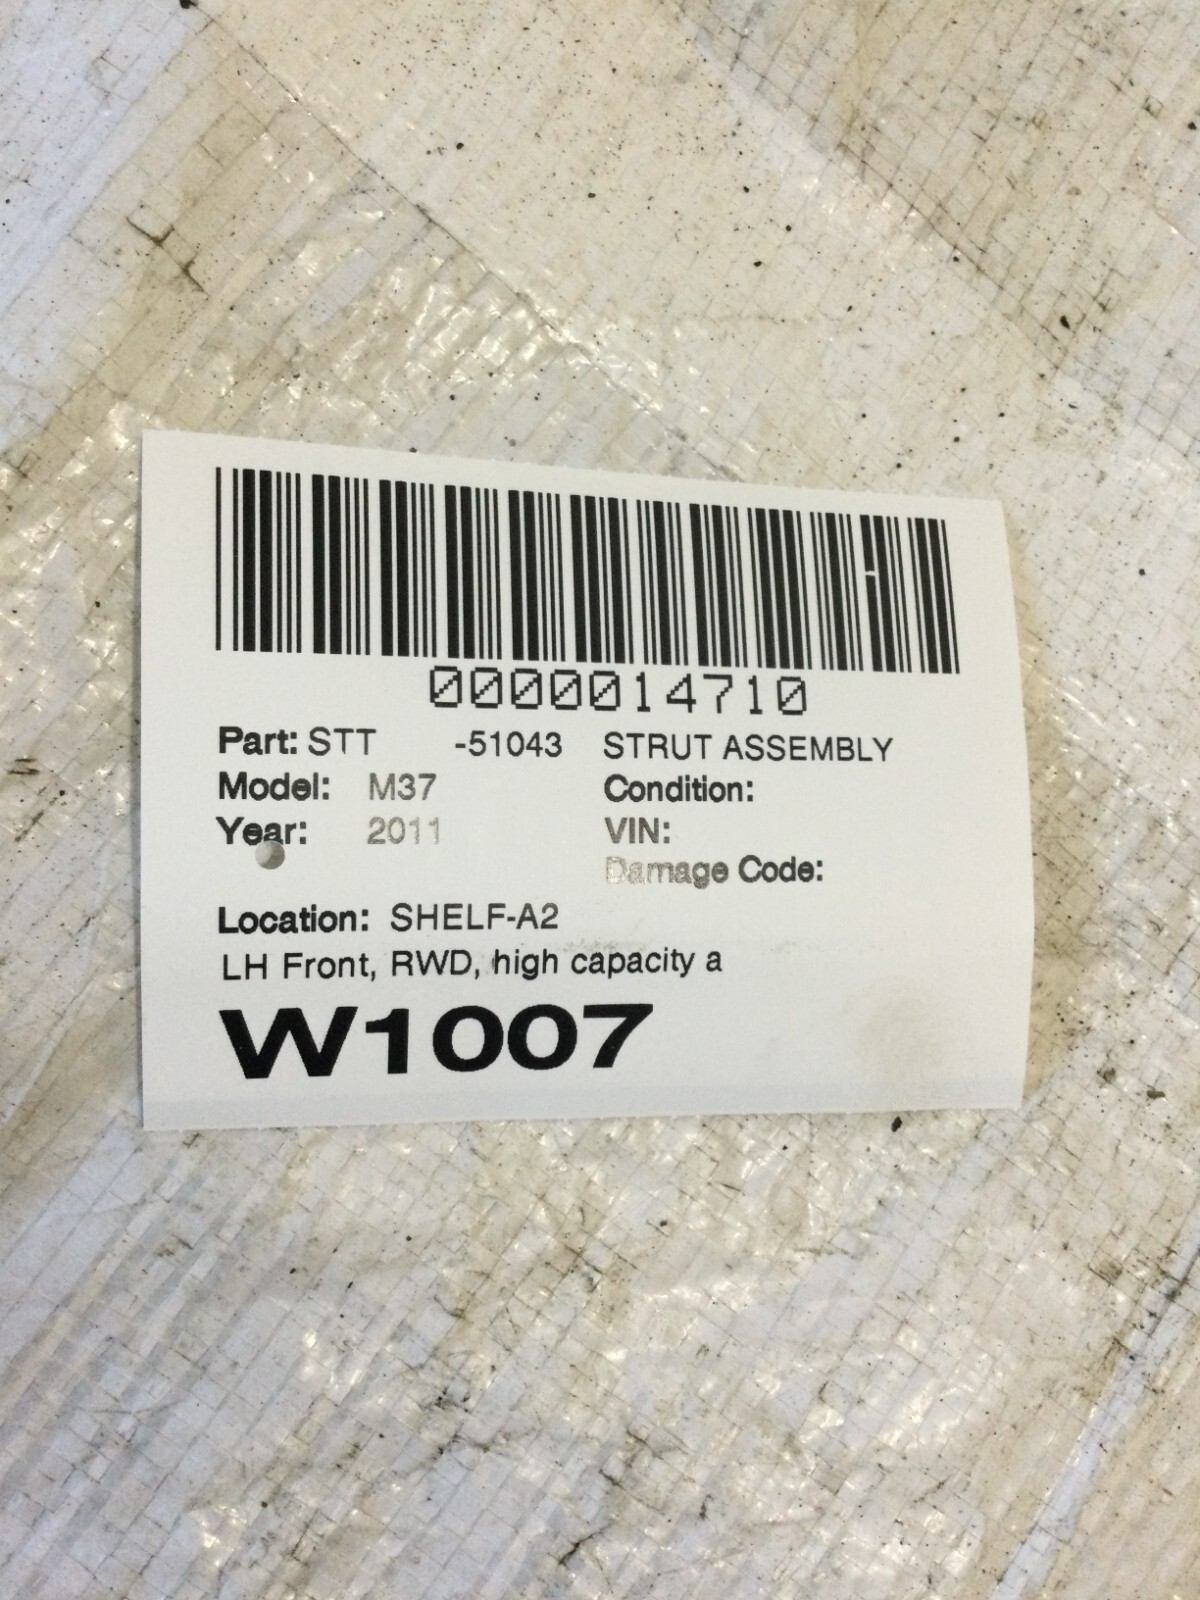 0000014710
Part: STT -51043 STRUT ASSEMBLY
Model: M37 Condition:
Year: 2011 VIN:
Damage Code:
Location: SHELF-A2
LH Front, RWD, high capacity a
W1007